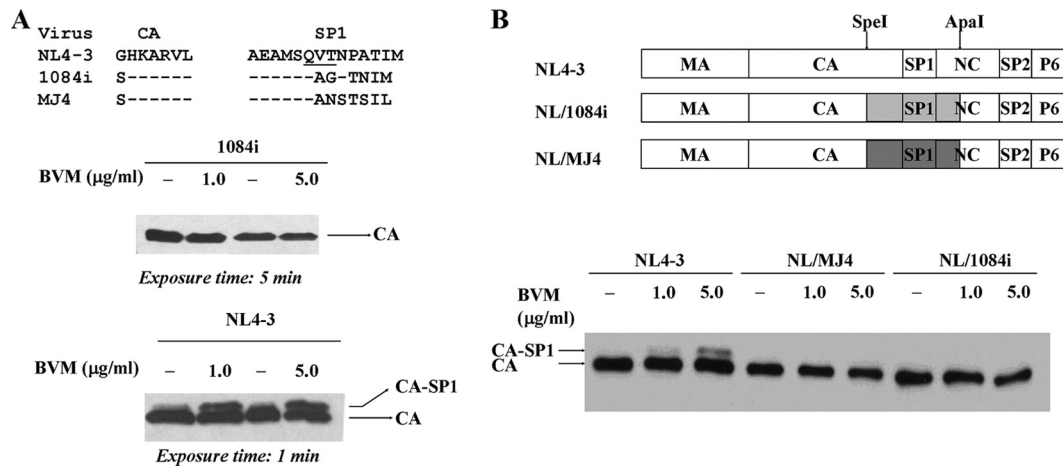 A
Virus CA SP1
NL4-3 GHKARVL AEAMSQVTNPATIM
1084i S------ ------AG-TNIM
MJ4 S------ ------ANSTSIL
1084i
BVM (μg/ml) – 1.0 – 5.0
CA
Exposure time: 5 min
NL4-3
BVM (μg/ml) – 1.0 – 5.0
CA-SP1
CA
Exposure time: 1 min
B
SpeI ApaI
NL4-3 MA CA SP1 NC SP2 P6
NL/1084i MA CA SP1 NC SP2 P6
NL/MJ4 MA CA SP1 NC SP2 P6
NL4-3 NL/MJ4 NL/1084i
BVM – 1.0 5.0 – 1.0 5.0 – 1.0 5.0
(μg/ml)
CA-SP1
CA